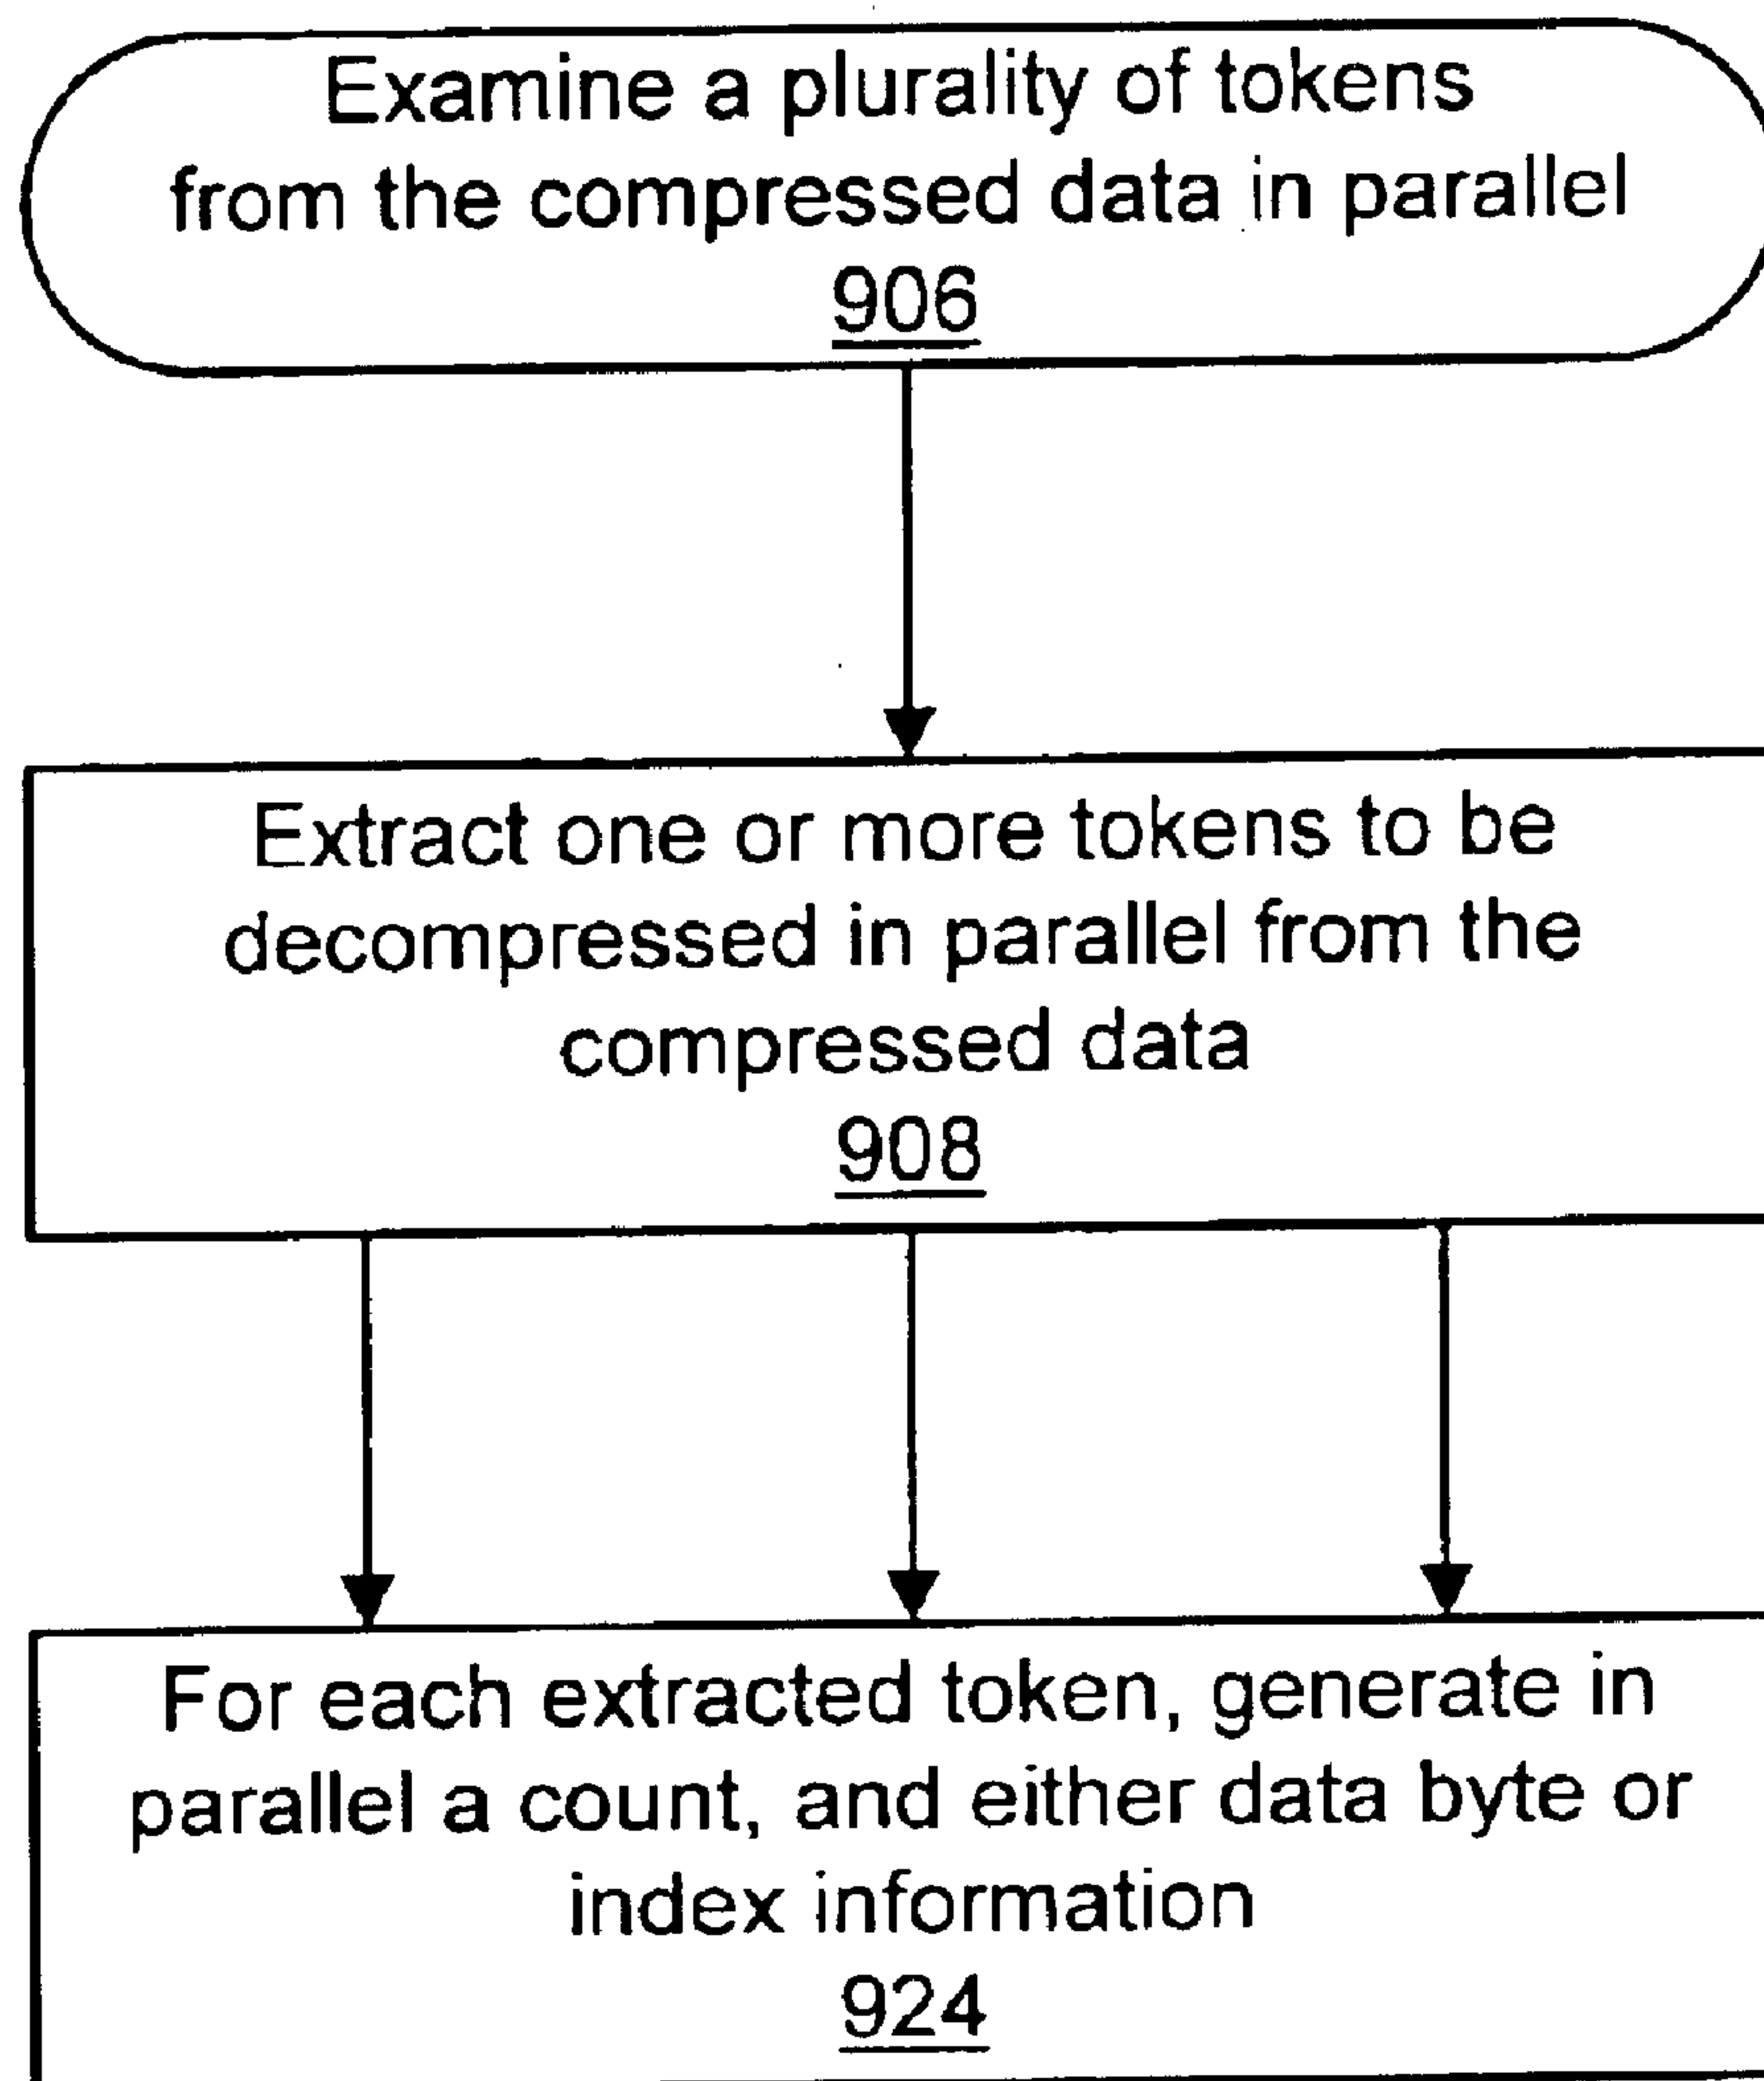 Examine a plurality of tokens
from the compressed data in parallel
906
Extract one or more tokens to be
decompressed in parallel from the
compressed data
908
For each extracted token, generate in
parallel a count, and either data byte or
index information
924